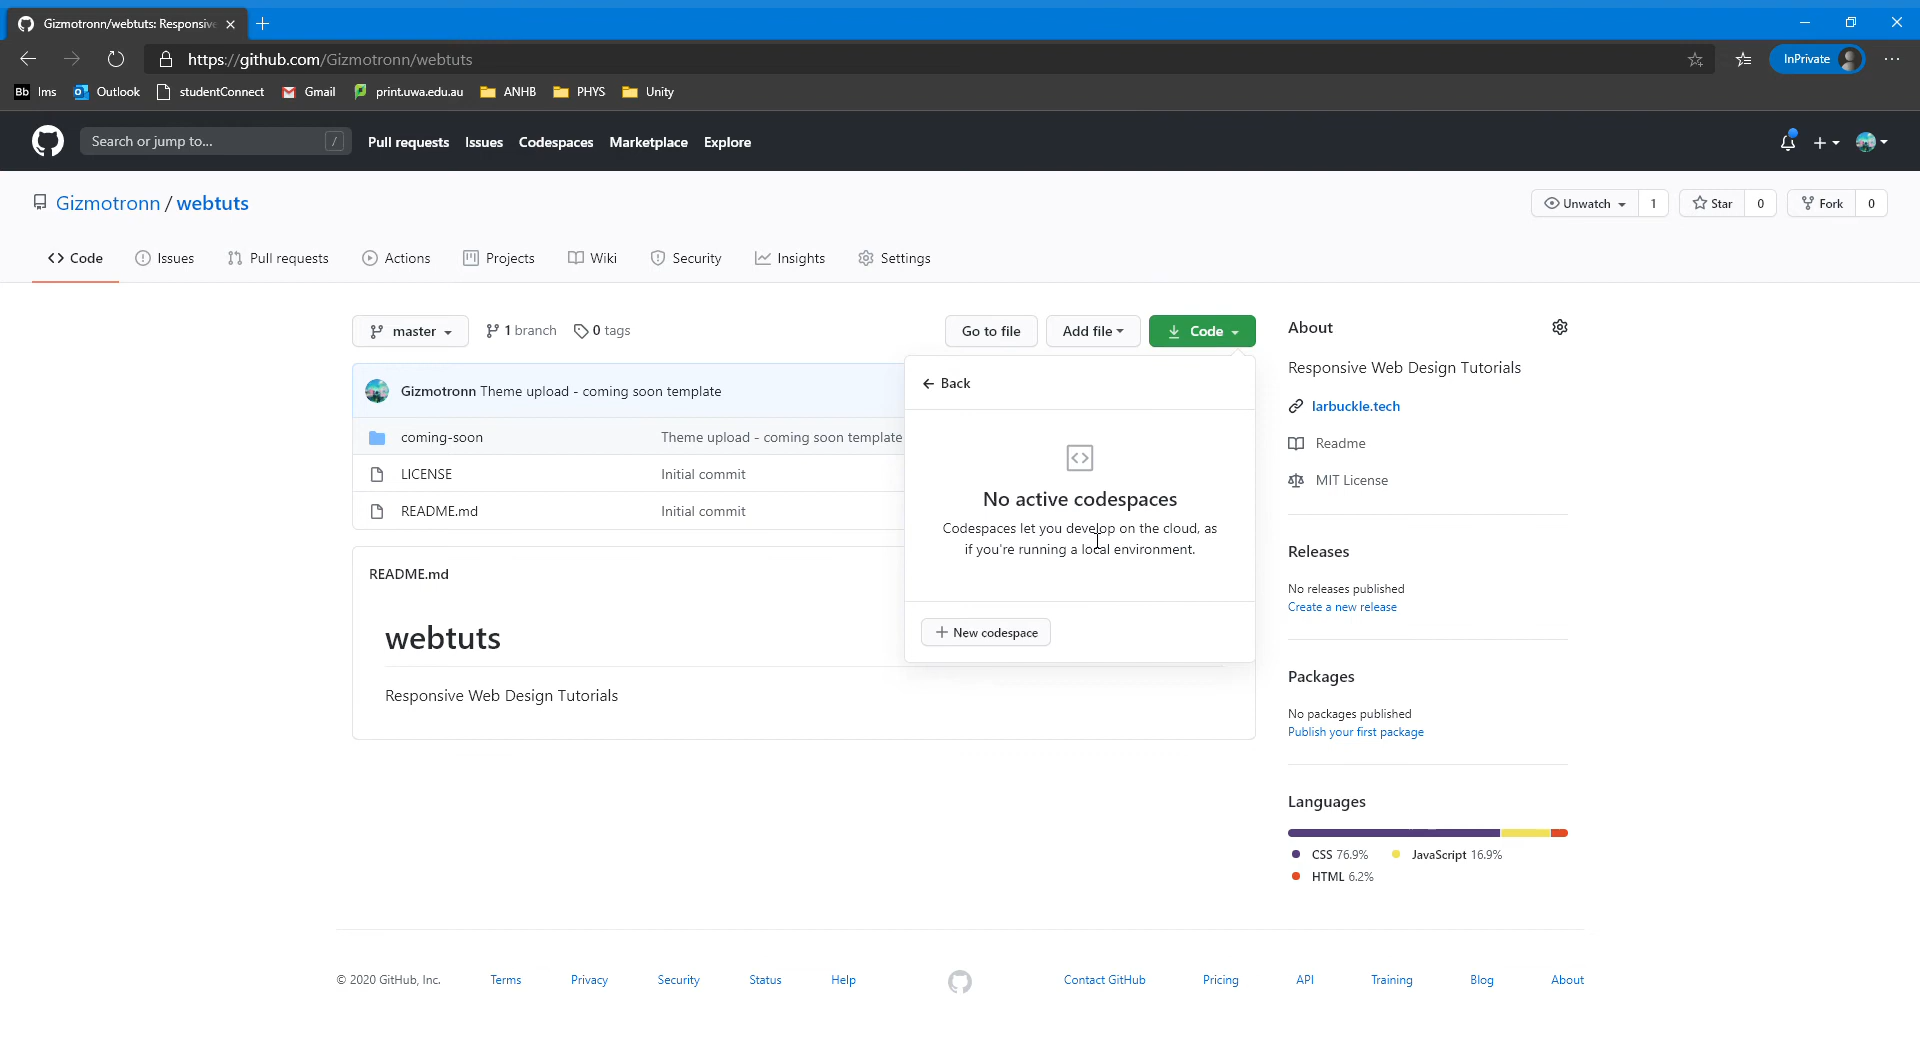 Gizmotronn/webtuts: Responsiv
https://github.com/Gizmotronn/webtuts
InPrivate
Bb lms Outlook studentConnect Gmail print.uwa.edu.au ANHB PHYS Unity
Search or jump to... / Pull requests Issues Codespaces Marketplace Explore
Gizmotronn / webtuts
Unwatch 1 Star 0 Fork 0
Code Issues Pull requests Actions Projects Wiki Security Insights Settings
master 1 branch 0 tags Go to file Add file Code
Gizmotronn Theme upload - coming soon template
coming-soon Theme upload - coming soon template
LICENSE Initial commit
README.md Initial commit
Back
No active codespaces
Codespaces let you develop on the cloud, as
if you're running a local environment.
New codespace
README.md
webtuts
Responsive Web Design Tutorials
About
Responsive Web Design Tutorials
larbuckle.tech
Readme
MIT License
Releases
No releases published
Create a new release
Packages
No packages published
Publish your first package
Languages
CSS 76.9% JavaScript 16.9%
HTML 6.2%
© 2020 GitHub, Inc. Terms Privacy Security Status Help Contact GitHub Pricing API Training Blog About